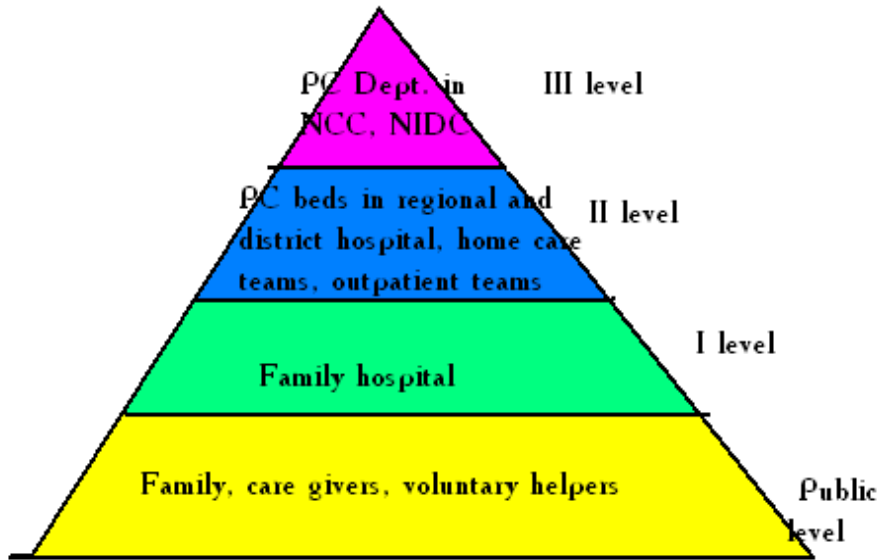 PC Dept. in
NCC, NIDC
III level
PC beds in regional and
district hospital, home care
teams, outpatient teams
II level
Family hospital
I level
Family, care givers, voluntary helpers
Public
level